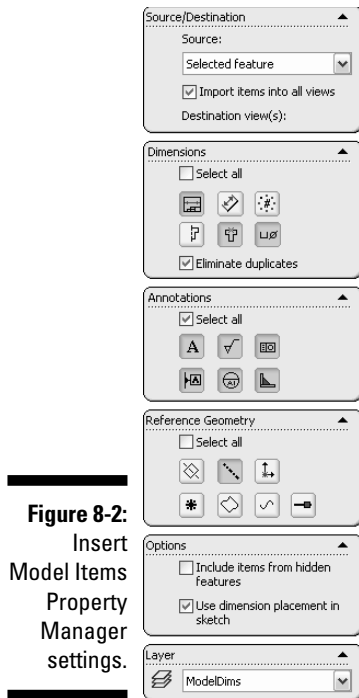 Source/Destination
Source:
Selected feature
Import items into all views
Destination view(s):
Dimensions
Select all
Eliminate duplicates
Annotations
Select all
A
A
A1
Reference Geometry
Select all
Figure 8-2:
Insert
Model Items
Property
Manager
settings.
Options
Include items from hidden
features
Use dimension placement in
sketch
Layer
ModelDims